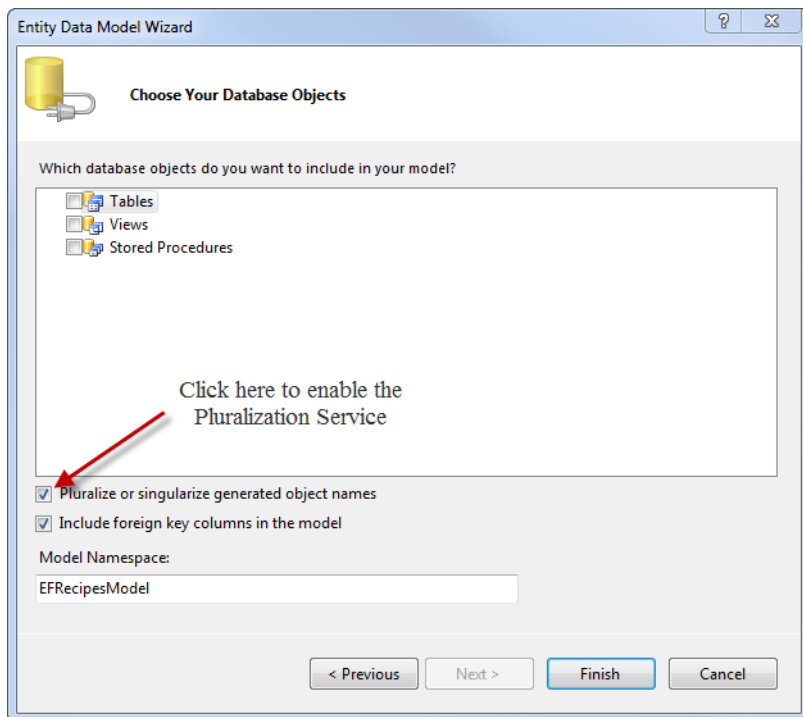 Entity Data Model Wizard
Choose Your Database Objects
Which database objects do you want to include in your model?
Tables
Views
Stored Procedures
Click here to enable the
Pluralization Service
Pluralize or singularize generated object names
Include foreign key columns in the model
Model Namespace:
EFRecipesModel
< Previous
Next >
Finish
Cancel